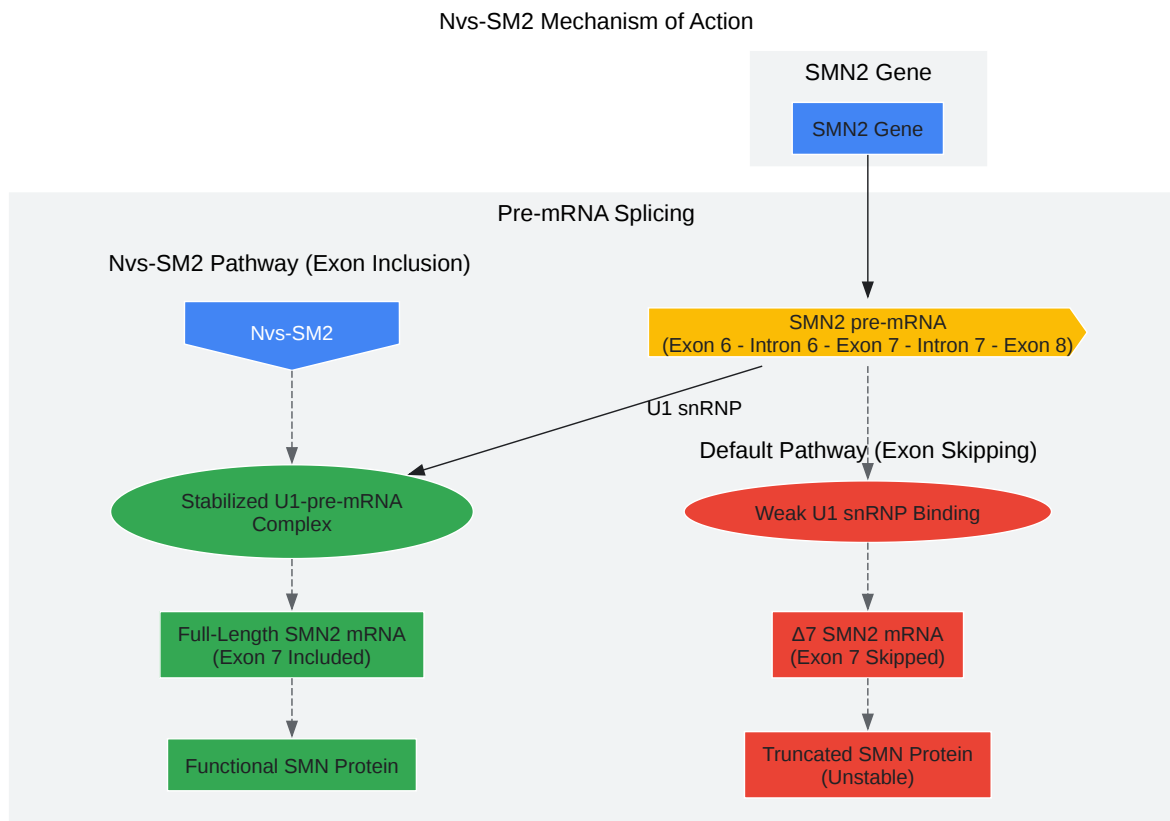 Nvs-SM2 Mechanism of Action
SMN2 Gene
SMN2 Gene
Pre-mRNA Splicing
Nvs-SM2 Pathway (Exon Inclusion)
Nvs-SM2
SMN2 pre-mRNA
(Exon 6 - Intron 6 - Exon 7 - Intron 7 - Exon 8)
U1 snRNP
Default Pathway (Exon Skipping)
Stabilized U1-pre-mRNA
Complex
Weak U1 snRNP Binding
Full-Length SMN2 mRNA
(Exon 7 Included)
Δ7 SMN2 mRNA
(Exon 7 Skipped)
Functional SMN Protein
Truncated SMN Protein
(Unstable)